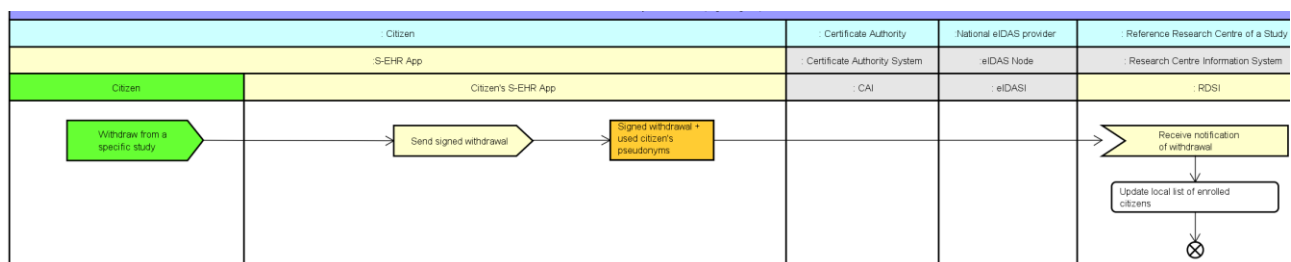 : Citizen
: Certificate Authority
:National eIDAS provider
: Reference Research Centre of a Study
:S-EHR App
: Certificate Authority System
:eIDAS Node
: Research Centre Information System
Citizen
Citizen's S-EHR App
: CAI
: eIDASI
: RDSI
Withdraw from a
specific study
Send signed withdrawal
Signed withdrawal +
used citizen's
pseudonyms
Receive notification
of withdrawal
Update local list of enrolled
citizens